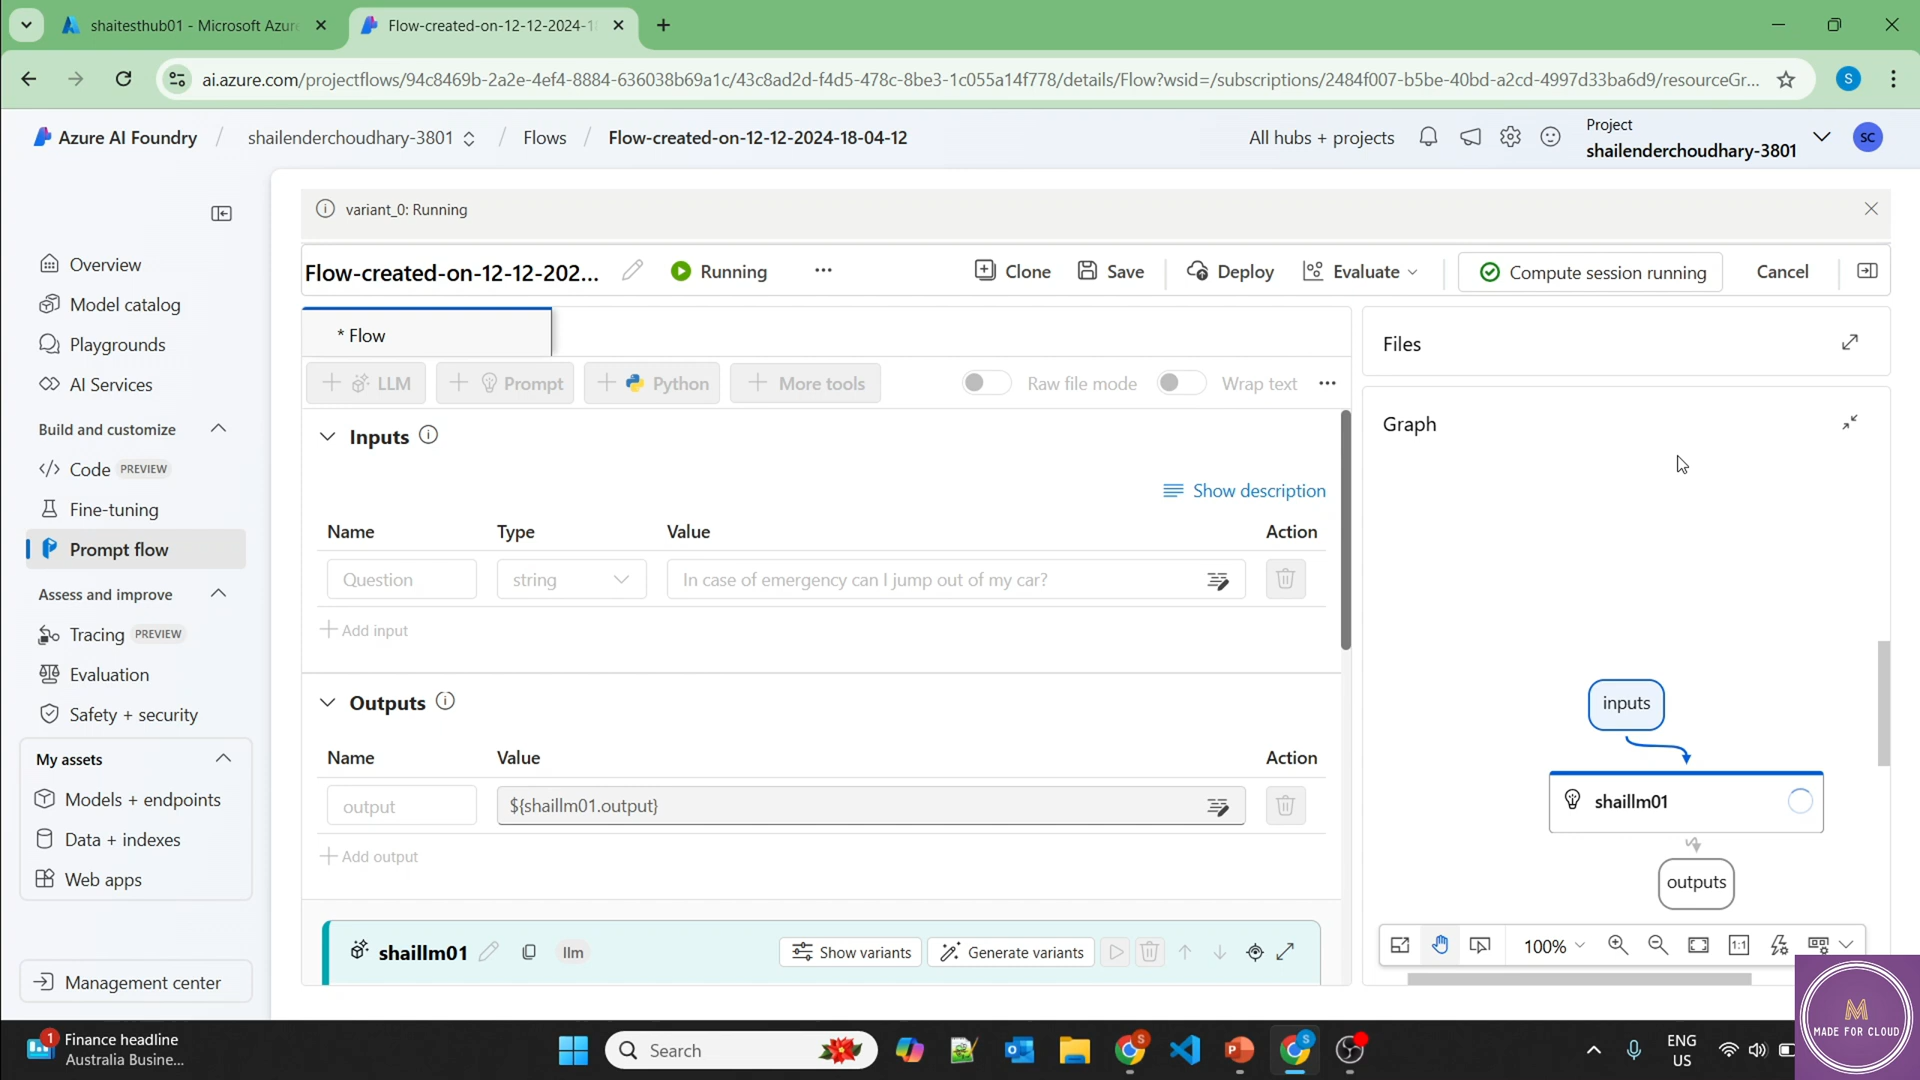 shaitesthub01 - Microsoft Azur
Flow-created-on-12-12-2024-1
ai.azure.com/projectflows/94c8469b-2a2e-4ef4-8884-636038b69a1c/43c8ad2d-f4d5-478c-8be3-1c055a14f778/details/Flow?wsid=/subscriptions/2484f007-b5be-40bd-a2cd-4997d33ba6d9/resourceGr...
S
Azure AI Foundry / shailenderchoudhary-3801 / Flows / Flow-created-on-12-12-2024-18-04-12
All hubs + projects
Project
shailenderchoudhary-3801
SC
variant_0: Running
Flow-created-on-12-12-202...
Running
Clone
Save
Deploy
Evaluate
Compute session running
Cancel
Overview
Model catalog
Playgrounds
AI Services
Build and customize
Code PREVIEW
Fine-tuning
Prompt flow
Assess and improve
Tracing PREVIEW
Evaluation
Safety + security
My assets
Models + endpoints
Data + indexes
Web apps
Management center
* Flow
LLM
Prompt
Python
More tools
Raw file mode
Wrap text
Inputs
Show description
Name Type Value Action
Question string In case of emergency can I jump out of my car?
Add input
Outputs
Name Value Action
output ${shaillm01.output}
Add output
shaillm01 llm
Show variants
Generate variants
Files
Graph
inputs
shaillm01
outputs
100%
1:1
M
MADE FOR CLOUD
1
Finance headline
Australia Busine...
Search
S
S
ENG
US